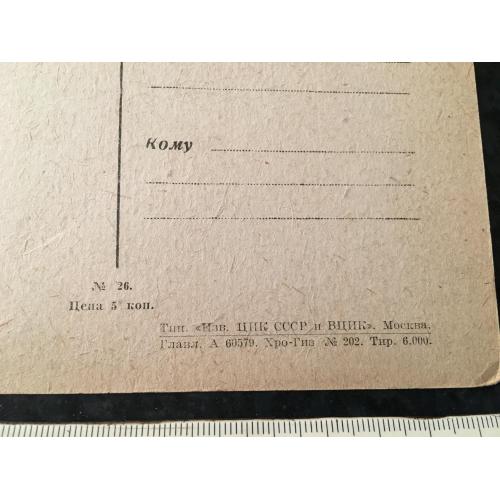 Кому
№ 26.
Цена 5 коп.
Тип. «Изв. ЦИК СССР и ВЦИК». Москва.
Главл. А 60579. Хро-Гиз № 202. Тир. 6.000.